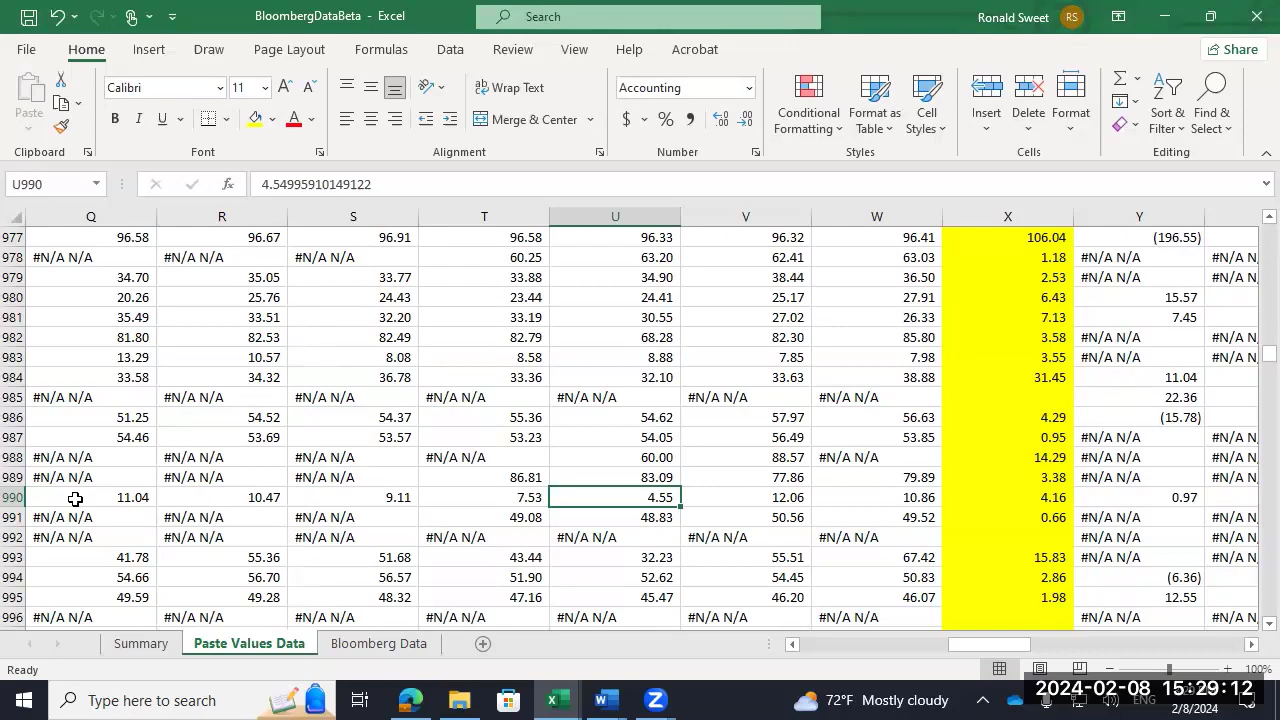 BloombergDataBeta - Excel
Search
Ronald Sweet RS
File Home Insert Draw Page Layout Formulas Data Review View Help Acrobat Share
Paste Calibri 11 Wrap Text Accounting Conditional Formatting Format as Table Cell Styles Insert Delete Format Sort & Filter Find & Select
B I U Merge & Center $ %
Clipboard Font Alignment Number Styles Cells Editing
U990 fx 4.54995910149122
Q R S T U V W X Y
977 96.58 96.67 96.91 96.58 96.33 96.32 96.41 106.04 (196.55)
978 #N/A N/A #N/A N/A #N/A N/A 60.25 63.20 62.41 63.03 1.18 #N/A N/A #N/A N
979 34.70 35.05 33.77 33.88 34.90 38.44 36.50 2.53 #N/A N/A #N/A N
980 20.26 25.76 24.43 23.44 24.41 25.17 27.91 6.43 15.57
981 35.49 33.51 32.20 33.19 30.55 27.02 26.33 7.13 7.45
982 81.80 82.53 82.49 82.79 68.28 82.30 85.80 3.58 #N/A N/A #N/A N
983 13.29 10.57 8.08 8.58 8.88 7.85 7.98 3.55 #N/A N/A #N/A N
984 33.58 34.32 36.78 33.36 32.10 33.63 38.88 31.45 11.04
985 #N/A N/A #N/A N/A #N/A N/A #N/A N/A #N/A N/A #N/A N/A #N/A N/A 22.36
986 51.25 54.52 54.37 55.36 54.62 57.97 56.63 4.29 (15.78)
987 54.46 53.69 53.57 53.23 54.05 56.49 53.85 0.95 #N/A N/A #N/A N
988 #N/A N/A #N/A N/A #N/A N/A #N/A N/A 60.00 88.57 #N/A N/A 14.29 #N/A N/A #N/A N
989 #N/A N/A #N/A N/A #N/A N/A 86.81 83.09 77.86 79.89 3.38 #N/A N/A #N/A N
990 11.04 10.47 9.11 7.53 4.55 12.06 10.86 4.16 0.97
991 #N/A N/A #N/A N/A #N/A N/A 49.08 48.83 50.56 49.52 0.66 #N/A N/A #N/A N
992 #N/A N/A #N/A N/A #N/A N/A #N/A N/A #N/A N/A #N/A N/A #N/A N/A #N/A N/A #N/A N
993 41.78 55.36 51.68 43.44 32.23 55.51 67.42 15.83 #N/A N/A #N/A N
994 54.66 56.70 56.57 51.90 52.62 54.45 50.83 2.86 (6.36)
995 49.59 49.28 48.32 47.16 45.47 46.20 46.07 1.98 12.55
996 #N/A N/A #N/A N/A #N/A N/A #N/A N/A #N/A N/A #N/A N/A #N/A N/A #N/A N/A #N/A N
Summary Paste Values Data Bloomberg Data
Ready 100%
Type here to search 72°F Mostly cloudy ENG 2024-02-08 15:29:12
2/8/2024